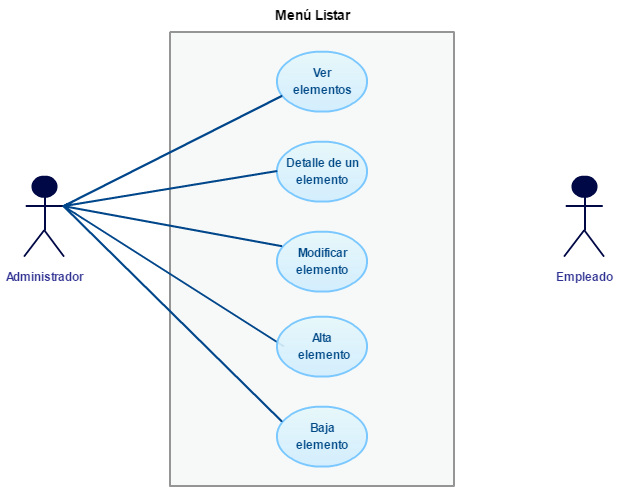 Menú Listar
Ver
elementos
Detalle de un
elemento
Modificar
elemento
Alta
elemento
Baja
elemento
Administrador
Empleado